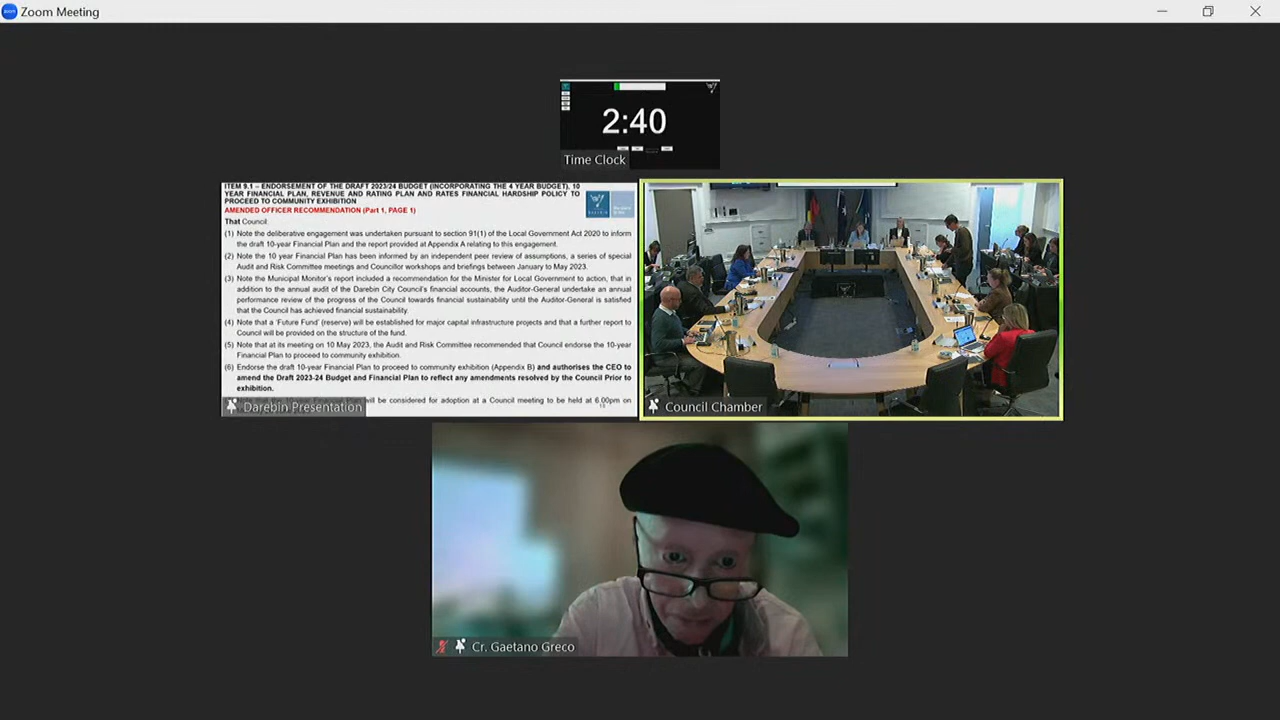 Zoom Meeting
2:40
Time Clock
ITEM 9.1 – ENDORSEMENT OF THE DRAFT 2023/24 BUDGET (INCORPORATING THE 4 YEAR BUDGET), 10
YEAR FINANCIAL PLAN, REVENUE AND RATING PLAN AND RATES FINANCIAL HARDSHIP POLICY TO
PROCEED TO COMMUNITY EXHIBITION
AMENDED OFFICER RECOMMENDATION (Part 1, PAGE 1)
That Council:
(1) Note the deliberative engagement was undertaken pursuant to section 91(1) of the Local Government Act 2020 to inform
the draft 10-year Financial Plan and the report provided at Appendix A relating to this engagement.
(2) Note the 10 year Financial Plan has been informed by an independent peer review of assumptions, a series of special
Audit and Risk Committee meetings and Councillor workshops and briefings between January to May 2023.
(3) Note the Municipal Monitor's report included a recommendation for the Minister for Local Government to action, that in
addition to the annual audit of the Darebin City Council's financial accounts, the Auditor-General undertake an annual
performance review of the progress of the Council towards financial sustainability until the Auditor-General is satisfied
that the Council has achieved financial sustainability.
(4) Note that a 'Future Fund' (reserve) will be established for major capital infrastructure projects and that a further report to
Council will be provided on the structure of the fund.
(5) Note that at its meeting on 10 May 2023, the Audit and Risk Committee recommended that Council endorse the 10-year
Financial Plan to proceed to community exhibition.
(6) Endorse the draft 10-year Financial Plan to proceed to community exhibition (Appendix B) and authorises the CEO to
amend the Draft 2023-24 Budget and Financial Plan to reflect any amendments resolved by the Council Prior to
exhibition.
will be considered for adoption at a Council meeting to be held at 6.00pm on
Darebin Presentation
Council Chamber
Cr. Gaetano Greco